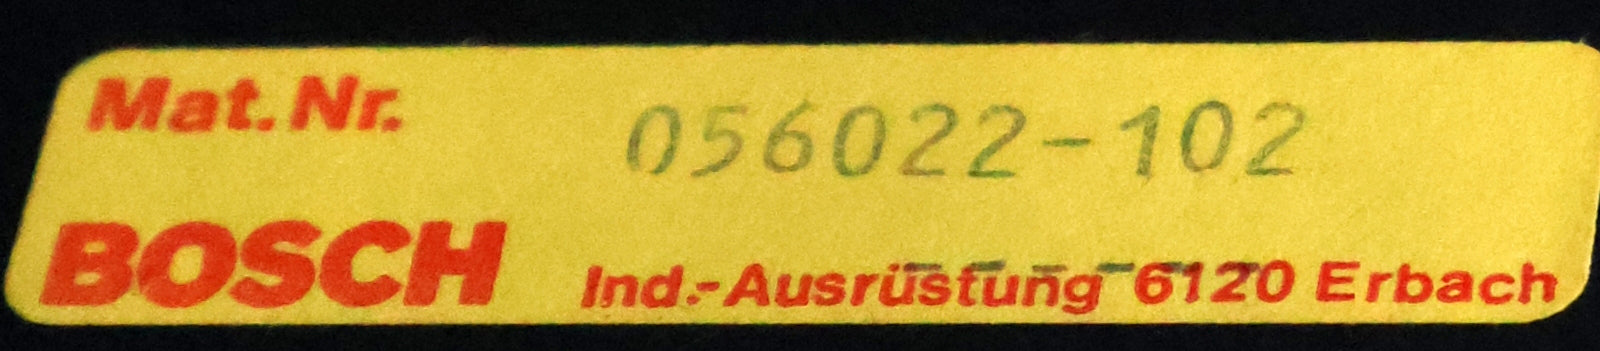 Mat. Nr. 056022-102
BOSCH Ind.-Ausrüstung 6120 Erbach